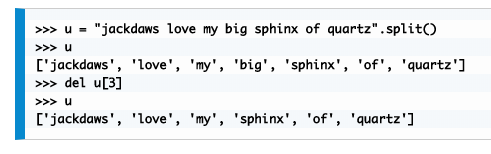 >>> u = "jackdaws love my big sphinx of quartz".split()
>>> u
['jackdaws', 'love', 'my', 'big', 'sphinx', 'of', 'quartz']
>>> del u[3]
>>> u
['jackdaws', 'love', 'my', 'sphinx', 'of', 'quartz']